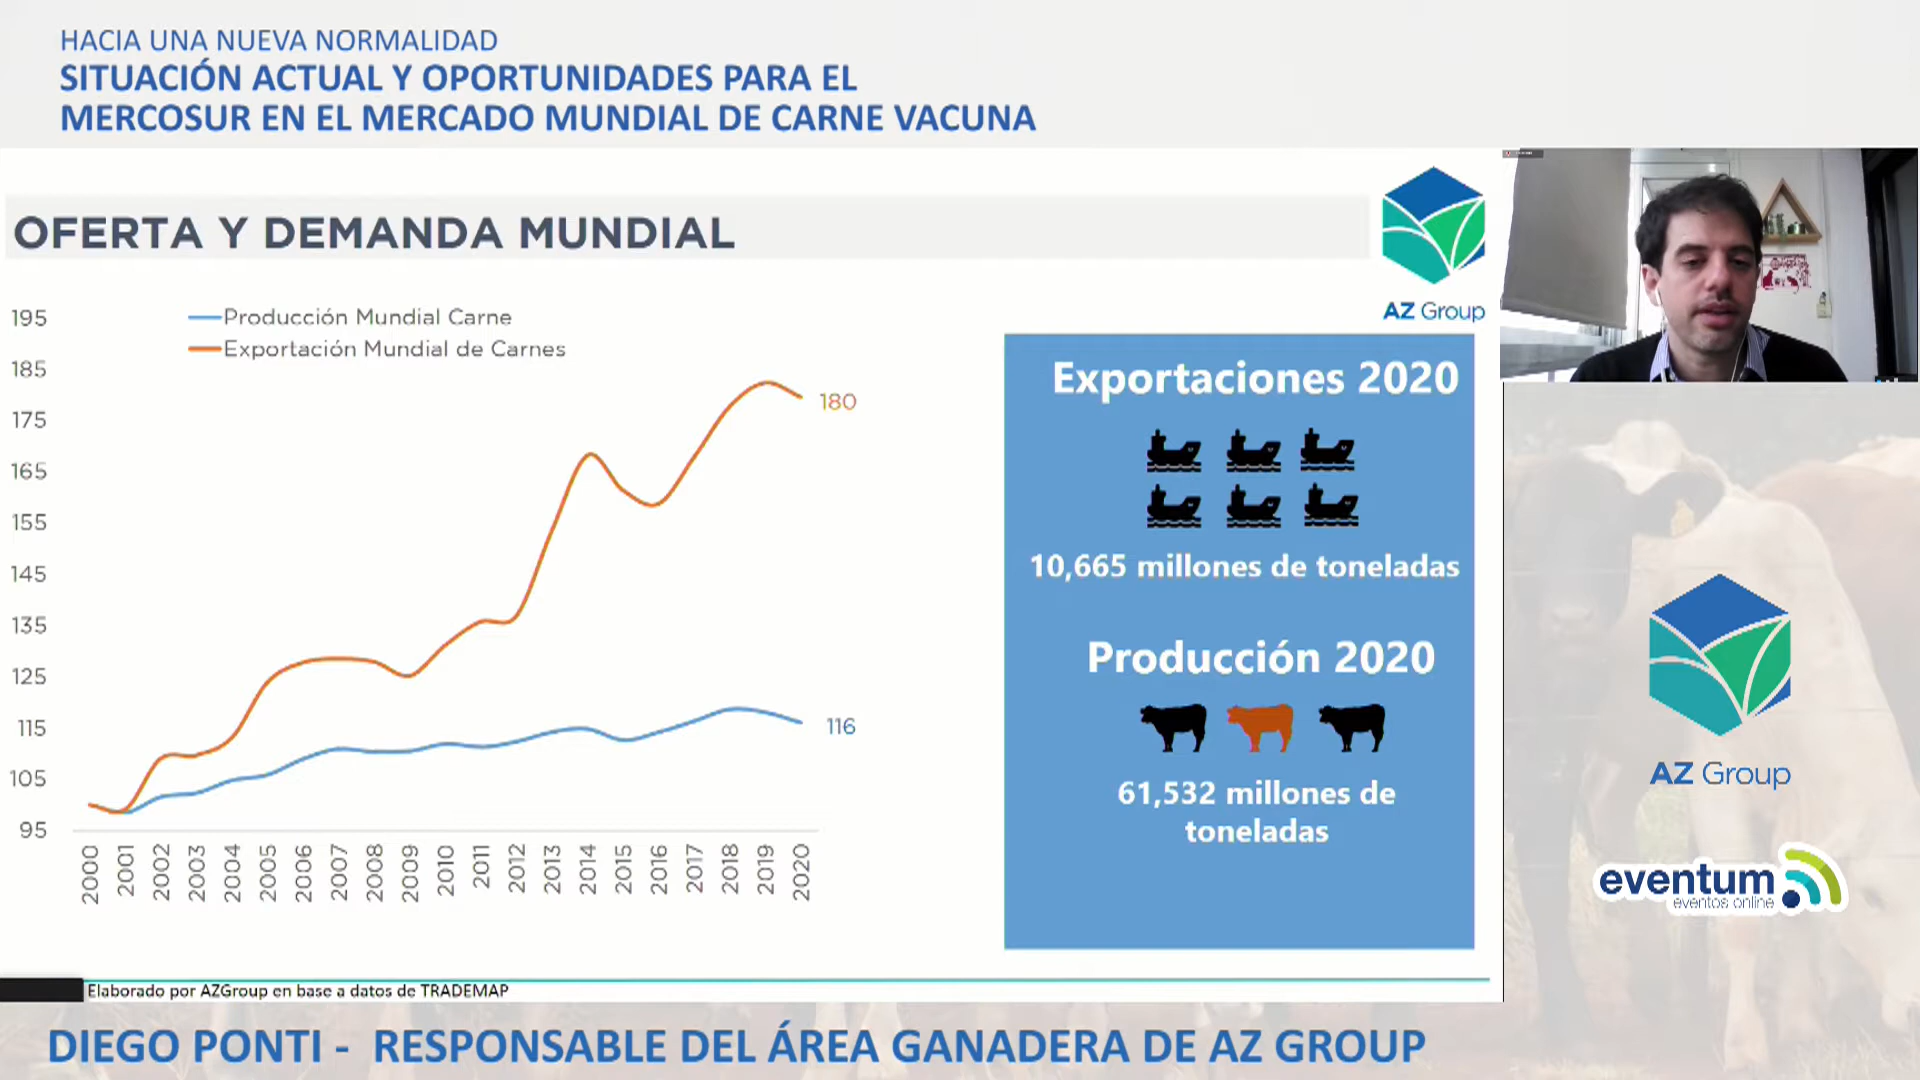 HACIA UNA NUEVA NORMALIDAD
SITUACIÓN ACTUAL Y OPORTUNIDADES PARA EL
MERCOSUR EN EL MERCADO MUNDIAL DE CARNE VACUNA
OFERTA Y DEMANDA MUNDIAL
AZ Group
Producción Mundial Carne
Exportación Mundial de Carnes
195
185
175
165
155
145
135
125
115
105
95
180
116
2000
2001
2002
2003
2004
2005
2006
2007
2008
2009
2010
2011
2012
2013
2014
2015
2016
2017
2018
2019
2020
Exportaciones 2020
10,665 millones de toneladas
Producción 2020
61,532 millones de
toneladas
AZ Group
eventum
eventos online
Elaborado por AZGroup en base a datos de TRADEMAP
DIEGO PONTI - RESPONSABLE DEL ÁREA GANADERA DE AZ GROUP